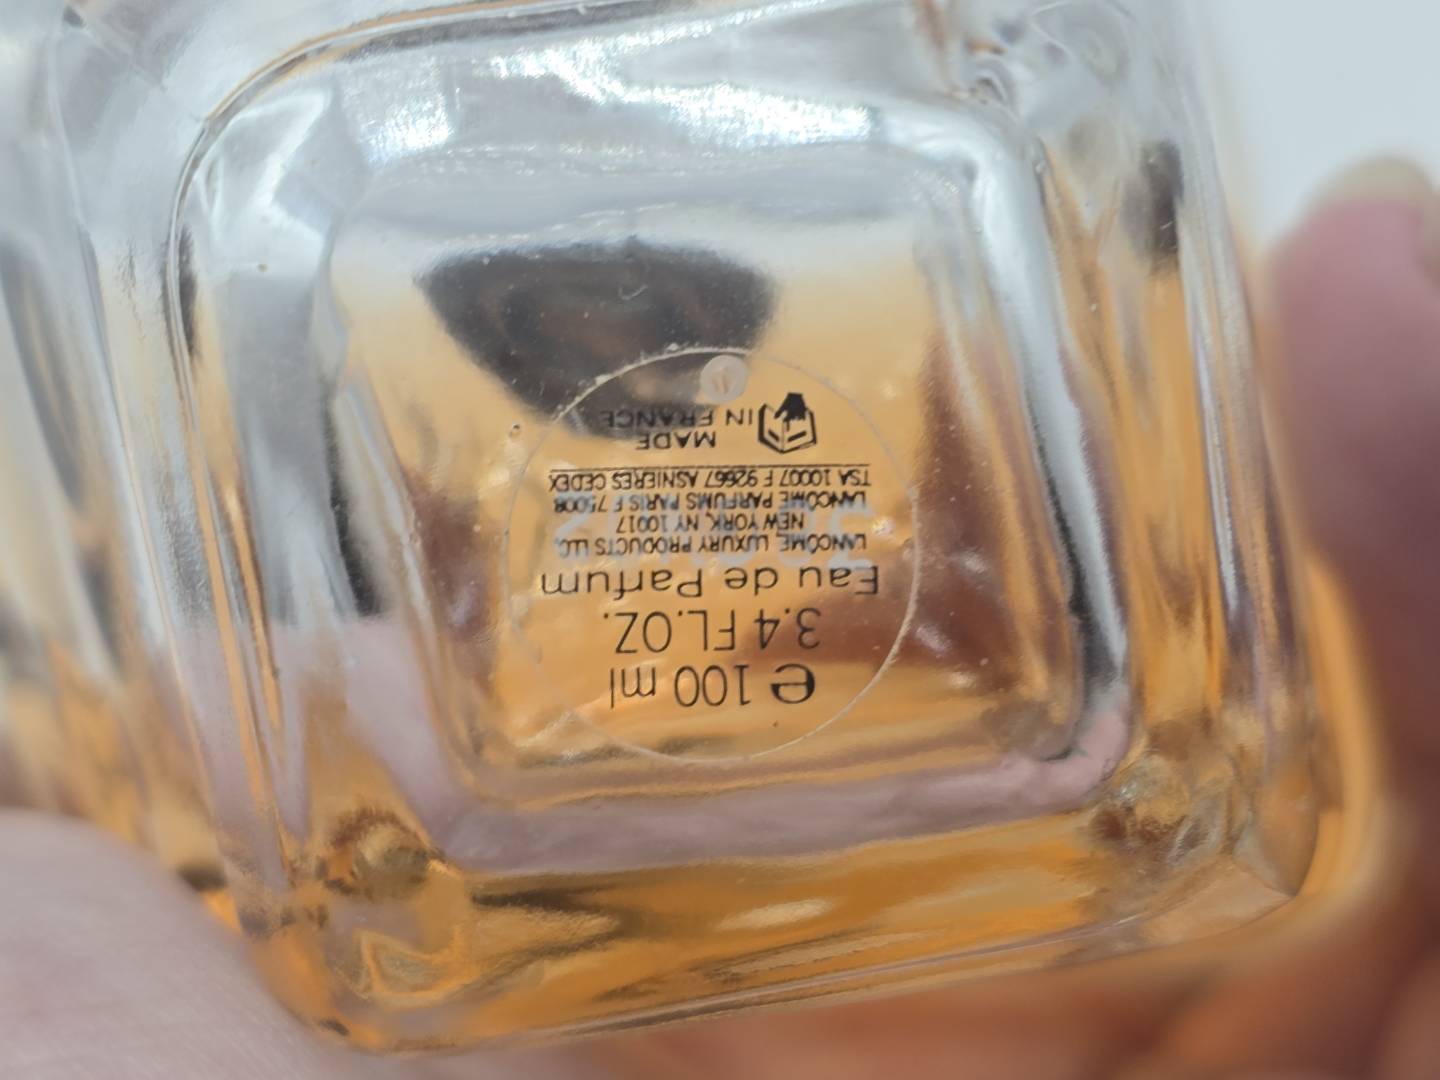 ℮ 100 ml
3.4 FL.OZ.
Eau de Parfum
LANCÔME LUXURY PRODUCTS LLC,
NEW YORK, NY 10017
LANCÔME PARFUMS PARIS F 75008
TSA 10007 F 92667 ASNIERES CEDEX
MADE
IN FRANCE